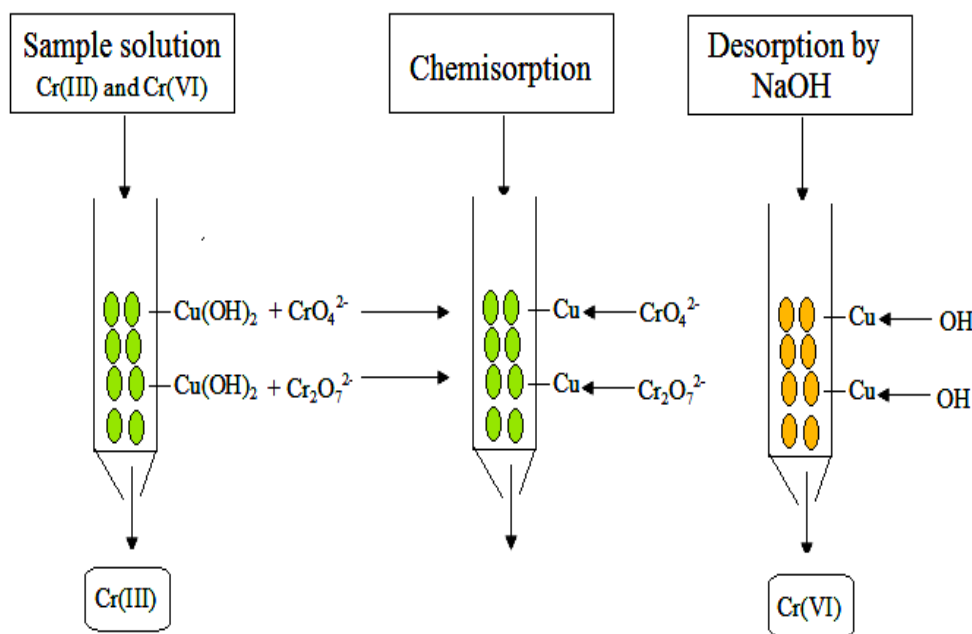 Sample solution
Cr(III) and Cr(VI)
Chemisorption
Desorption by
NaOH
Cu(OH)₂ + CrO₄²⁻
Cu(OH)₂ + Cr₂O₇²⁻
Cu
CrO₄²⁻
Cu
Cr₂O₇²⁻
Cu
OH
Cu
OH
Cr(III)
Cr(VI)